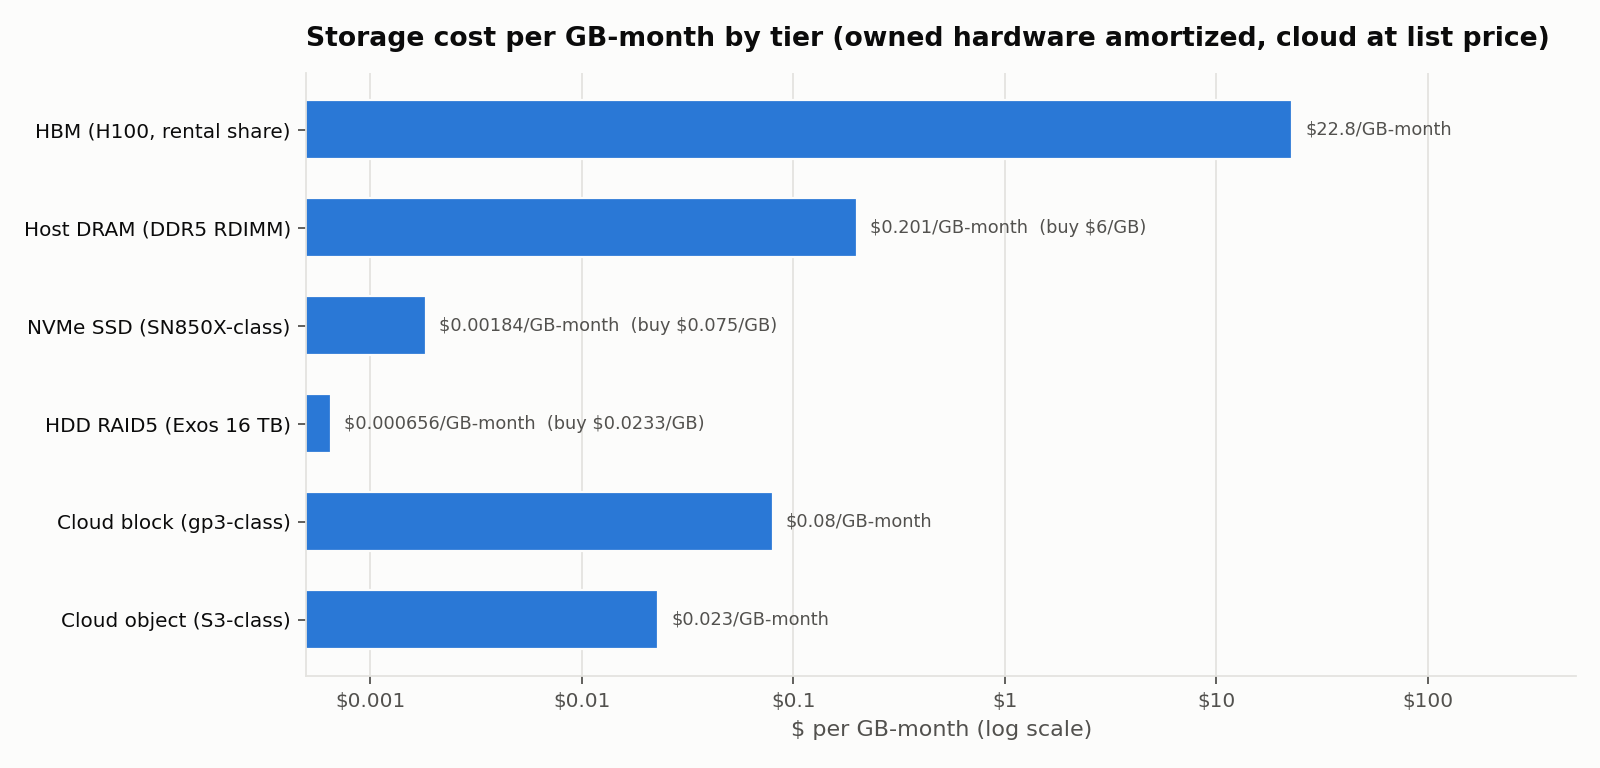 Storage cost per GB-month by tier (owned hardware amortized, cloud at list price)
HBM (H100, rental share)
$22.8/GB-month
Host DRAM (DDR5 RDIMM)
$0.201/GB-month (buy $6/GB)
NVMe SSD (SN850X-class)
$0.00184/GB-month (buy $0.075/GB)
HDD RAID5 (Exos 16 TB)
$0.000656/GB-month (buy $0.0233/GB)
Cloud block (gp3-class)
$0.08/GB-month
Cloud object (S3-class)
$0.023/GB-month
$0.001 $0.01 $0.1 $1 $10 $100
$ per GB-month (log scale)